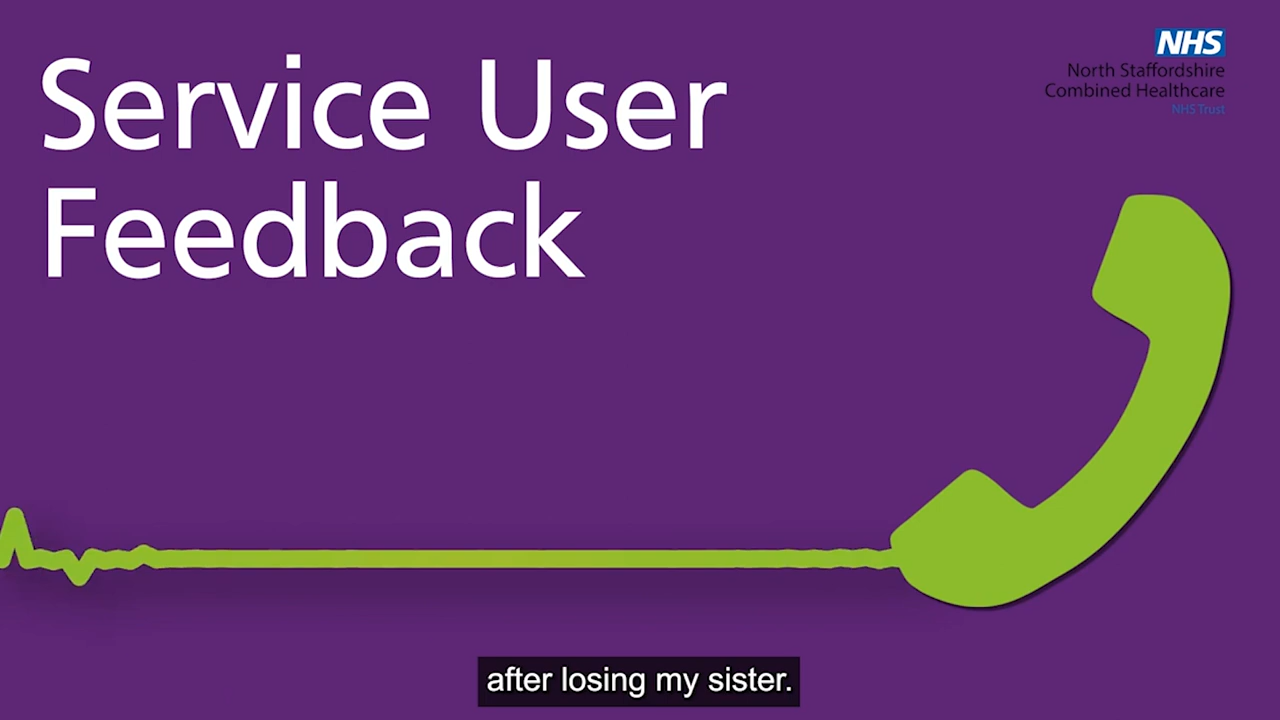 Service User
Feedback
NHS
North Staffordshire
Combined Healthcare
NHS Trust
after losing my sister.